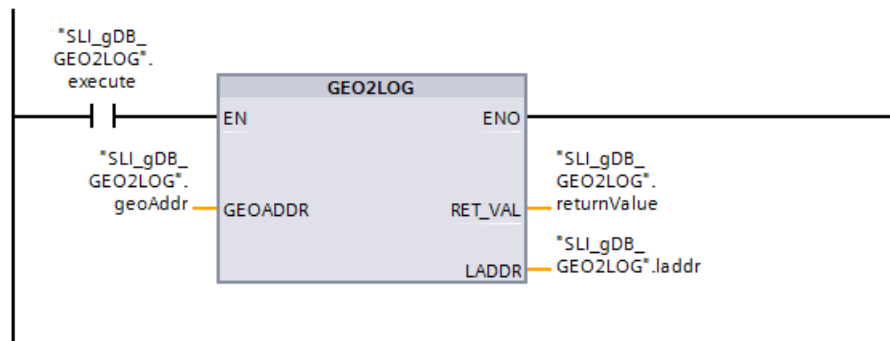 "SLI_gDB_
GEO2LOG".
execute
GEO2LOG
EN
ENO
"SLI_gDB_
GEO2LOG".
geoAddr
GEOADDR
RET_VAL
"SLI_gDB_
GEO2LOG".
returnValue
LADDR
"SLI_gDB_
GEO2LOG".laddr